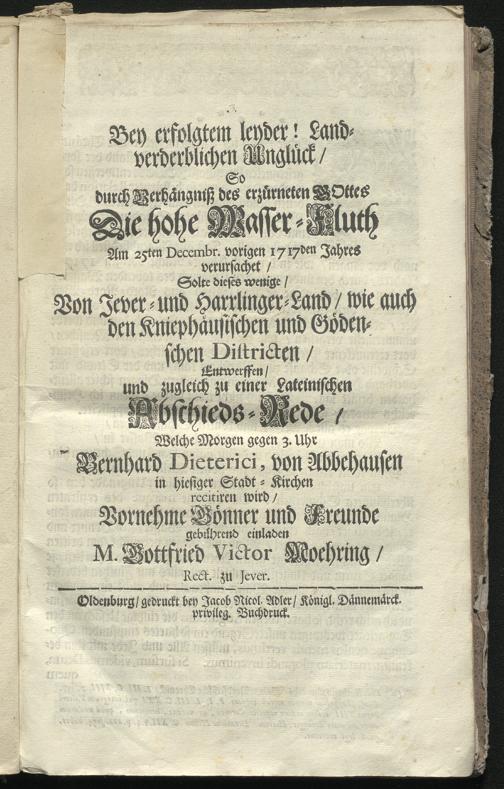 Bey erfolgtem leyder! Land-
verderblichen Unglück /
So
durch Verhängniß des erzürneten GOttes
Die hohe Wasser-Fluth
Am 25ten Decembr. vorigen 1717den Jahres
verursachet /
Solte dieses wenige /
Von Jever- und Harrlinger-Land / wie auch
den Kniephäusischen und Göden-
schen Districten /
Entwerffen /
und zugleich zu einer Lateinischen
Abschieds-Rede /
Welche Morgen gegen 3. Uhr
Bernhard Dieterici, von Abbehausen
in hiesiger Stadt-Kirchen
recitiren wird /
Vornehme Gönner und Freunde
gebührend einladen
M. Gottfried Victor Moehring /
Rect. zu Jever.
Oldenburg / gedruckt bey Jacob Nicol. Adler / Königl. Dännemärck.
privileg. Buchdruck.